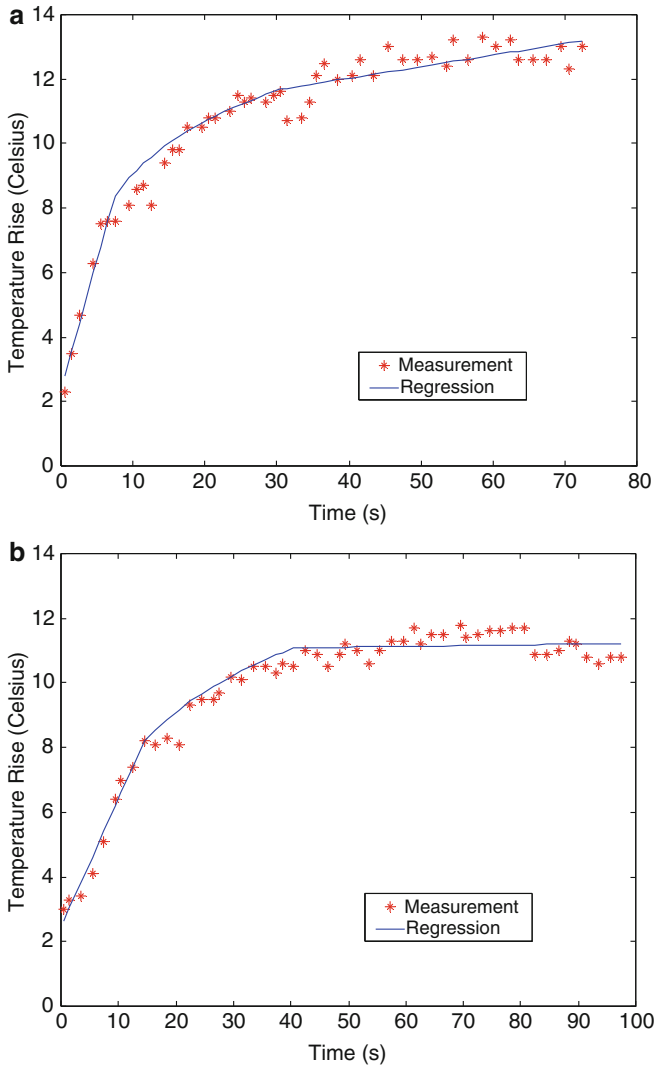 a
14
12
10
8
6
4
2
0
Temperature Rise (Celsius)
Measurement
Regression
0 10 20 30 40 50 60 70 80
Time (s)
b
14
12
10
8
6
4
2
0
Temperature Rise (Celsius)
Measurement
Regression
0 10 20 30 40 50 60 70 80 90 100
Time (s)